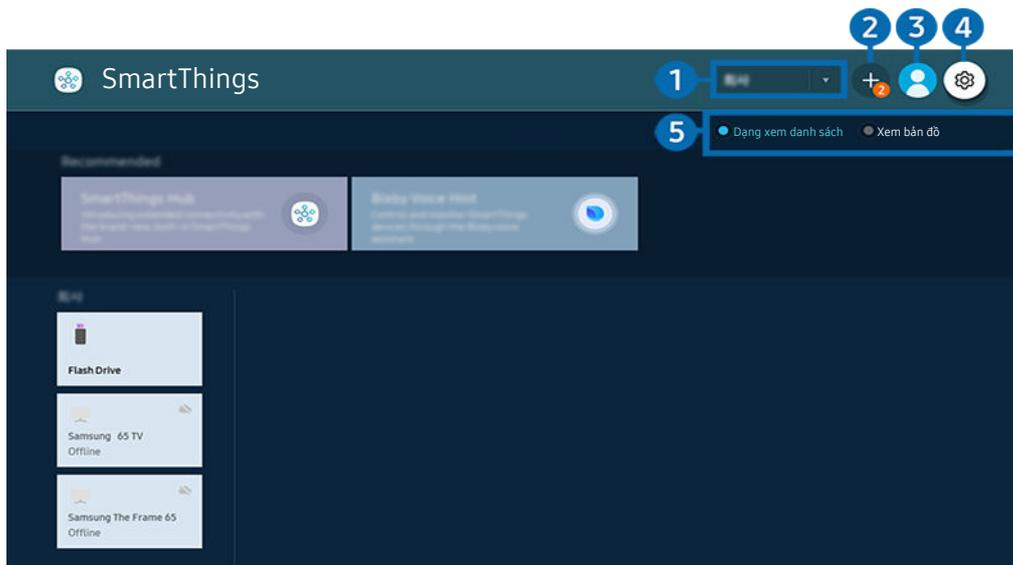 2 3 4
SmartThings
1
2
5
Dạng xem danh sách Xem bản đồ
Recommended
SmartThings Hub
Bixby Voice Hint
Flash Drive
Samsung 65 TV
Offline
Samsung The Frame 65
Offline